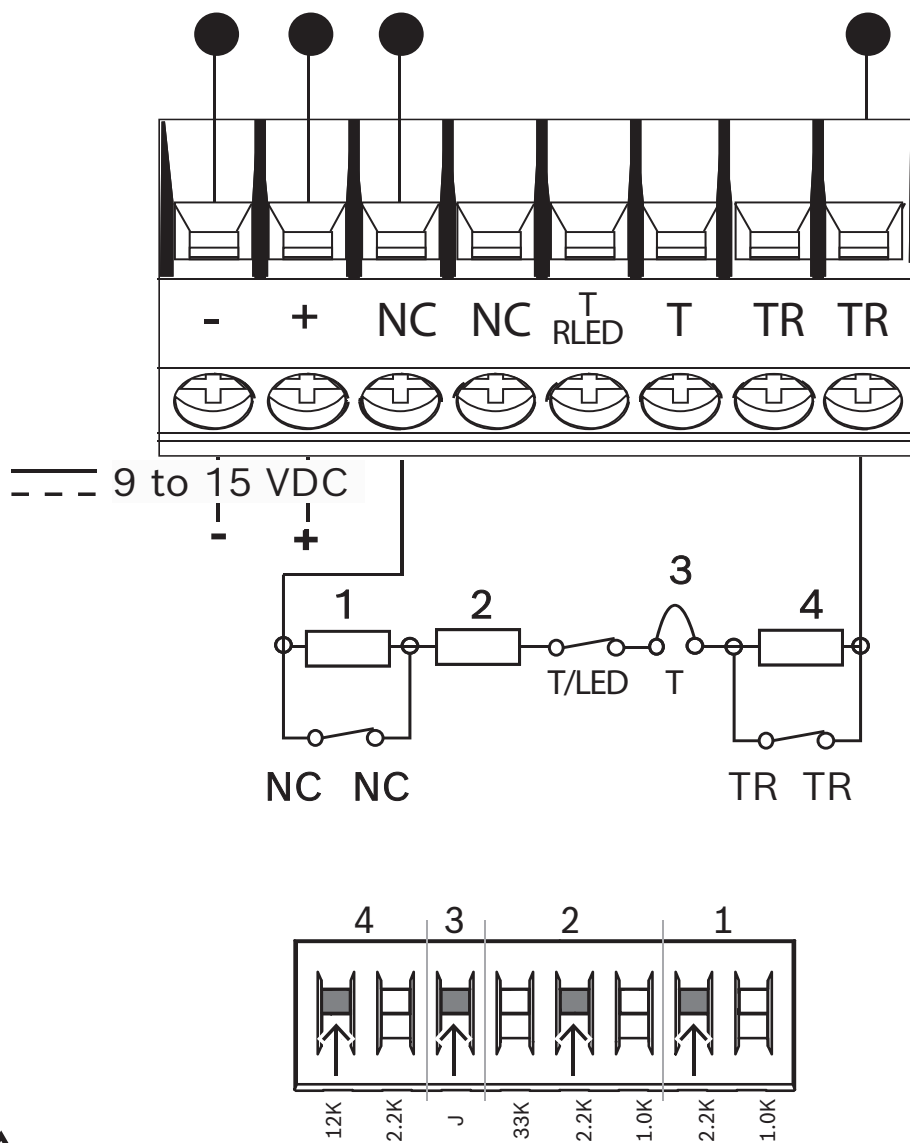 - + NC NC T RLED T TR TR
9 to 15 VDC
- +
3
1 2 4
T/LED T
NC NC TR TR
4 3 2 1
12K 2.2K J 33K 2.2K 1.0K 2.2K 1.0K